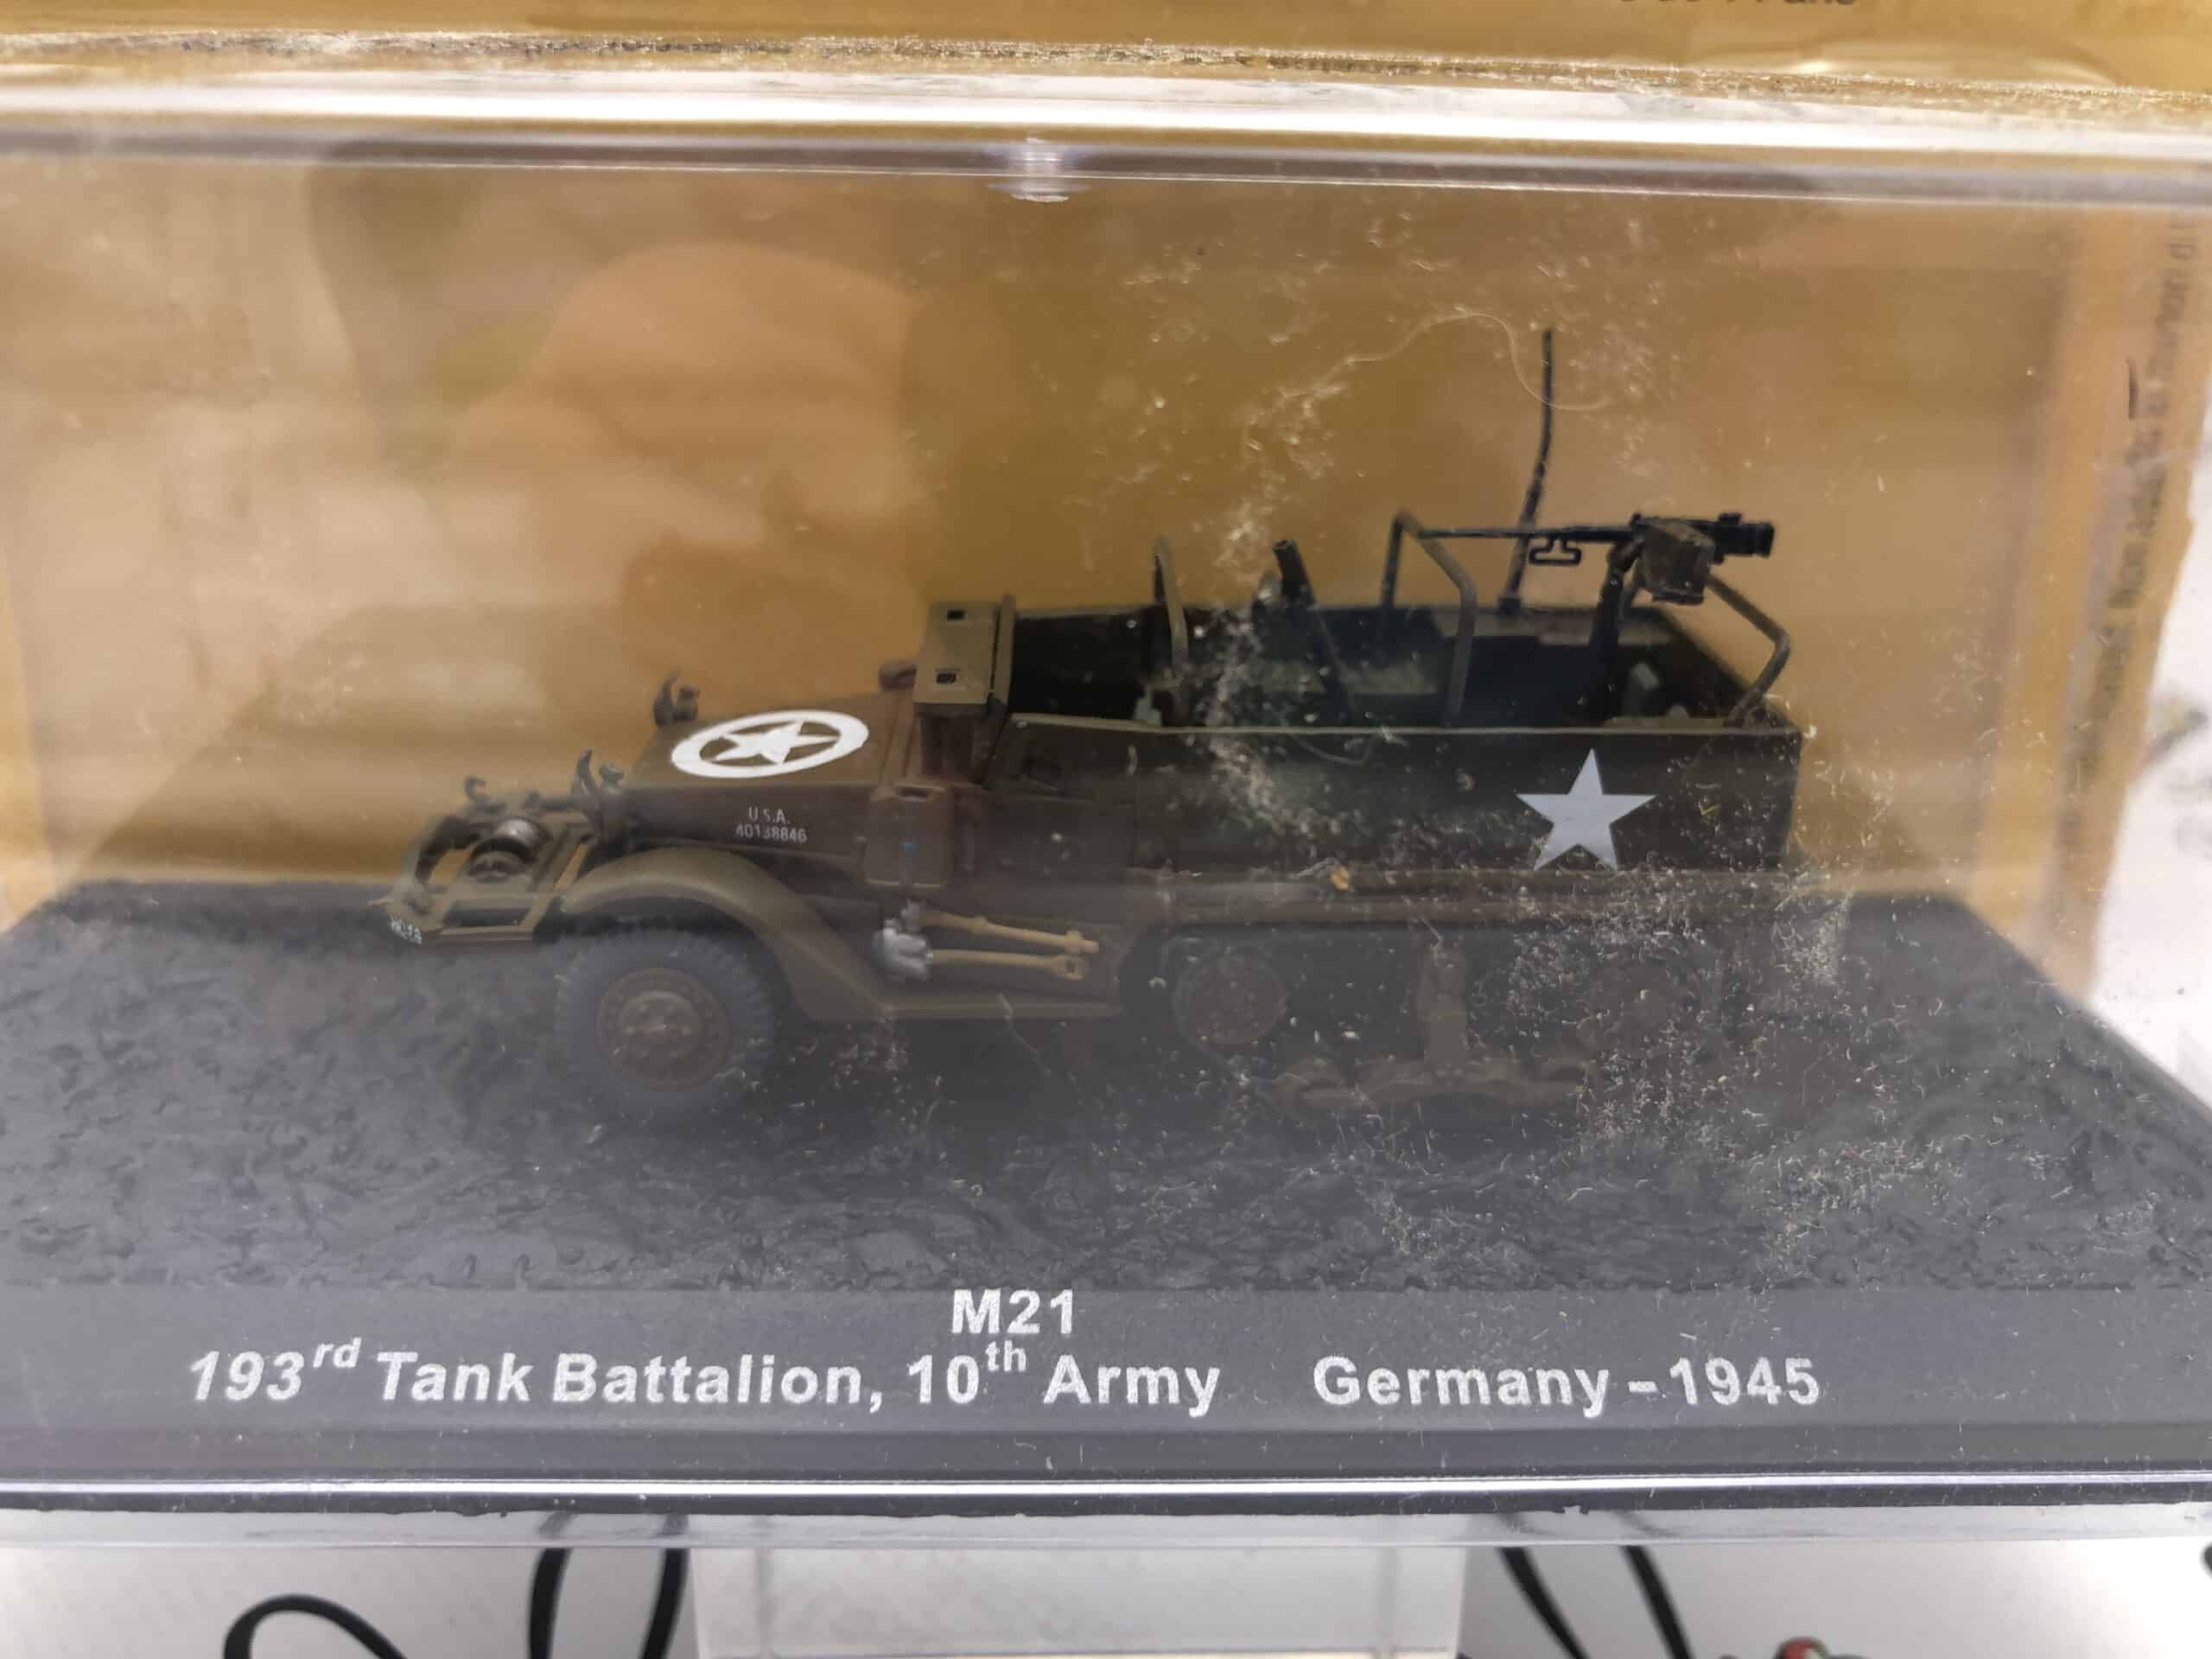 U.S.A.
40138846
M21
193rd Tank Battalion, 10th Army Germany - 1945